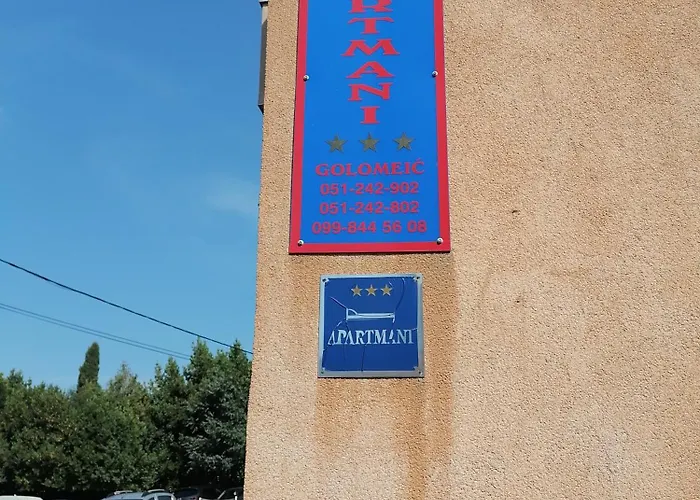 RTMANI
GOLOMEIĆ
051-242-902
051-242-802
099-844 56 08
APARTMANI